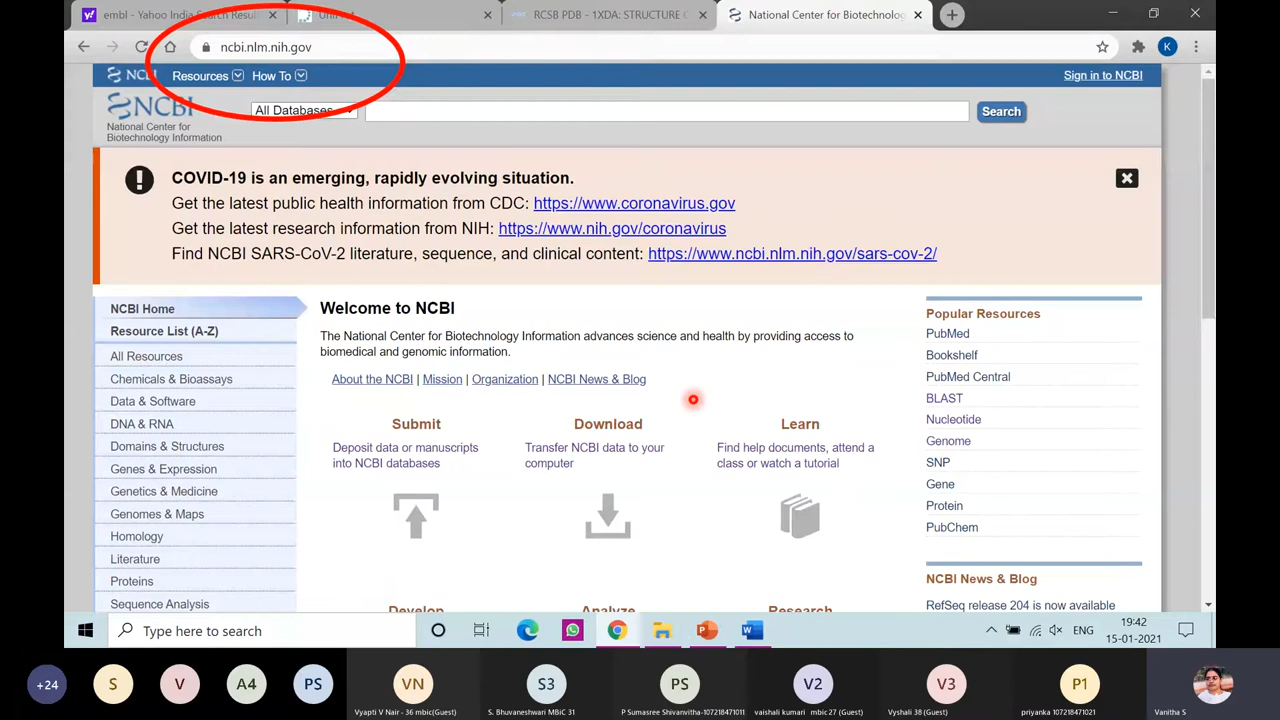 embl - Yahoo India Search Resul
RCSB PDB - 1XDA: STRUCTURE
National Center for Biotechnolog
ncbi.nlm.nih.gov
K
NCBI
Resources
How To
Sign in to NCBI
NCBI
National Center for
Biotechnology Information
All Databases
Search
COVID-19 is an emerging, rapidly evolving situation.
Get the latest public health information from CDC: https://www.coronavirus.gov
Get the latest research information from NIH: https://www.nih.gov/coronavirus
Find NCBI SARS-CoV-2 literature, sequence, and clinical content: https://www.ncbi.nlm.nih.gov/sars-cov-2/
NCBI Home
Resource List (A-Z)
All Resources
Chemicals & Bioassays
Data & Software
DNA & RNA
Domains & Structures
Genes & Expression
Genetics & Medicine
Genomes & Maps
Homology
Literature
Proteins
Sequence Analysis
Welcome to NCBI
The National Center for Biotechnology Information advances science and health by providing access to
biomedical and genomic information.
About the NCBI | Mission | Organization | NCBI News & Blog
Submit
Deposit data or manuscripts
into NCBI databases
Download
Transfer NCBI data to your
computer
Learn
Find help documents, attend a
class or watch a tutorial
Develop
Analyze
Research
Popular Resources
PubMed
Bookshelf
PubMed Central
BLAST
Nucleotide
Genome
SNP
Gene
Protein
PubChem
NCBI News & Blog
RefSeq release 204 is now available
Type here to search
ENG
19:42
15-01-2021
+24
S
V
A4
PS
VN
Vyapti V Nair - 36 mbic(Guest)
S3
S. Bhuvaneshwari MBIC 31
PS
P Sumasree Shivanvitha-107218471011
V2
vaishali kumari mbic 27 (Guest)
V3
Vyshali 38 (Guest)
P1
priyanka 107218471021
Vanitha S